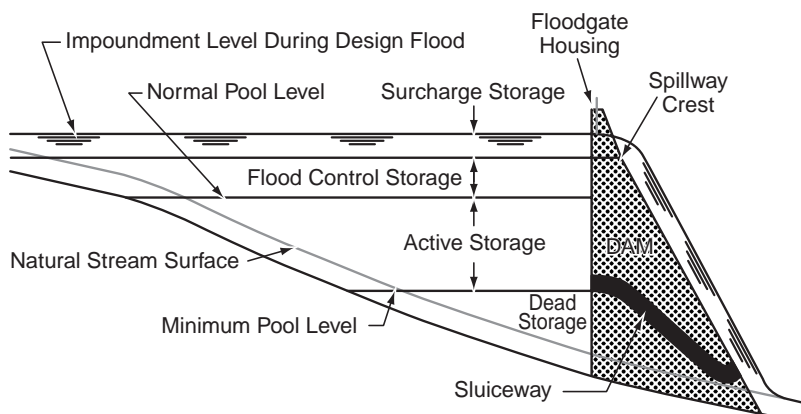 Floodgate
Housing
Impoundment Level During Design Flood
Normal Pool Level
Surcharge Storage
Spillway
Crest
Flood Control Storage
Active Storage
DAM
Natural Stream Surface
Dead
Storage
Minimum Pool Level
Sluiceway